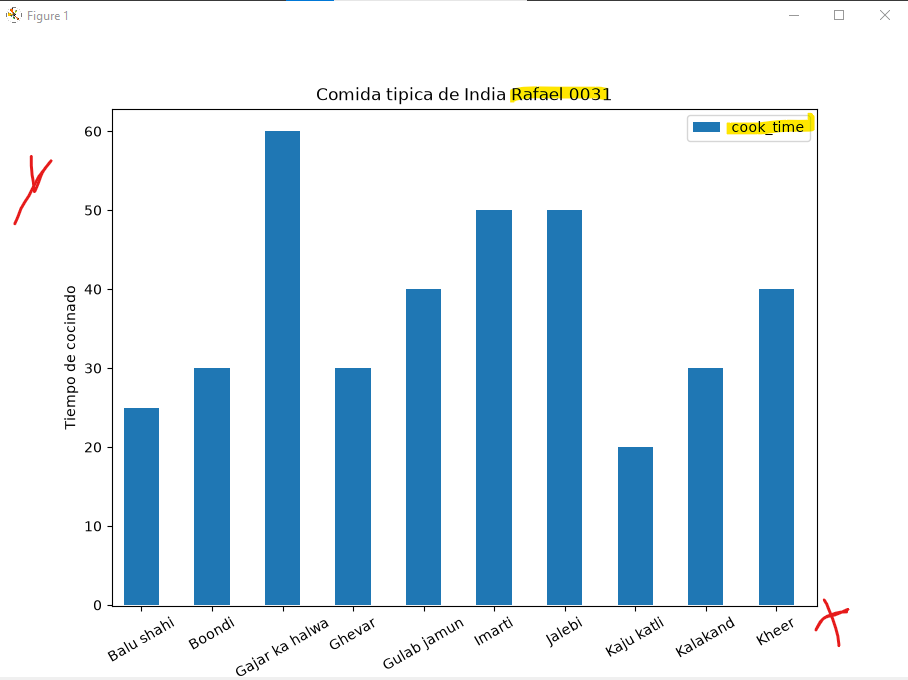 Figure 1
Comida tipica de India Rafael 0031
cook_time
y
Tiempo de cocinado
60
50
40
30
20
10
0
Balu shahi
Boondi
Gajar ka halwa
Ghevar
Gulab jamun
Imarti
Jalebi
Kaju katli
Kalakand
Kheer
x